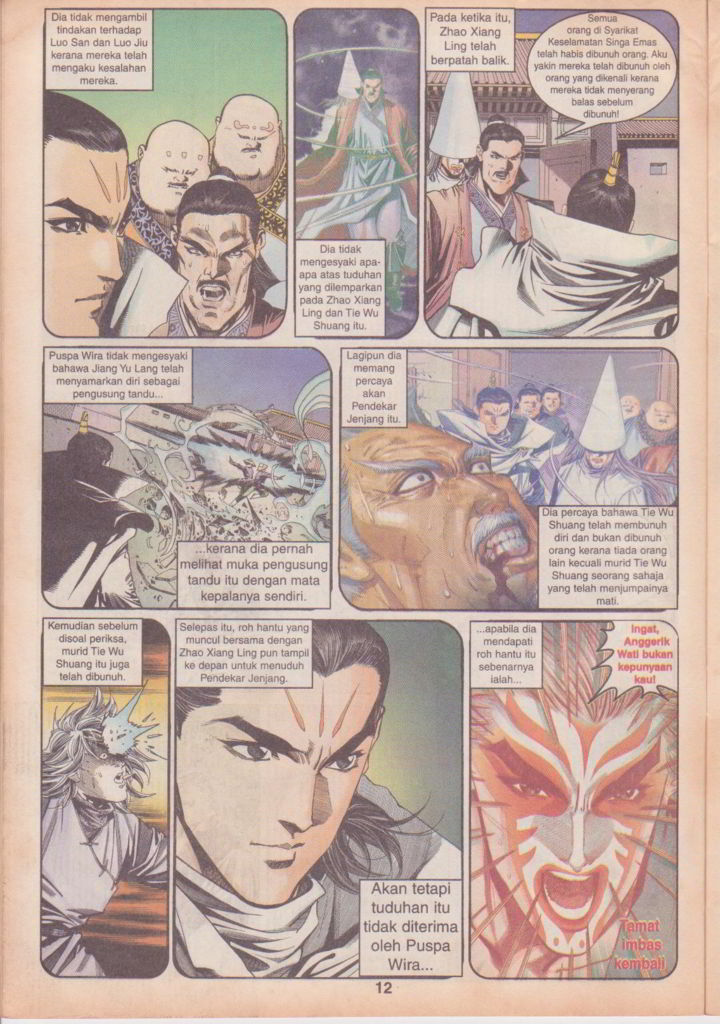 Dia tidak mengambil
tindakan terhadap
Luo San dan Luo Jiu
kerana mereka telah
mengaku kesalahan
mereka.
Dia tidak
mengesyaki apa-
apa atas tuduhan
yang dilemparkan
pada Zhao Xiang
Ling dan Tie Wu
Shuang itu.
Pada ketika itu,
Zhao Xiang
Ling telah
berpatah balik.
Semua
orang di Syarikat
Keselamatan Singa Emas
telah habis dibunuh orang. Aku
yakin mereka telah dibunuh oleh
orang yang dikenali kerana
mereka tidak menyerang
balas sebelum
dibunuh!
Puspa Wira tidak mengesyaki
bahawa Jiang Yu Lang telah
menyamarkan diri sebagai
pengusung tandu...
...kerana dia pernah
melihat muka pengusung
tandu itu dengan mata
kepalanya sendiri.
Lagipun dia
memang
percaya
akan
Pendekar
Jenjang itu.
Dia percaya bahawa Tie Wu
Shuang telah membunuh
diri dan bukan dibunuh
orang kerana tiada orang
lain kecuali murid Tie Wu
Shuang seorang sahaja
yang telah menjumpainya
mati.
Kemudian sebelum
disoal periksa,
murid Tie Wu
Shuang itu juga
telah dibunuh.
Selepas itu, roh hantu yang
muncul bersama dengan
Zhao Xiang Ling pun tampil
ke depan untuk menuduh
Pendekar Jenjang.
Akan tetapi
tuduhan itu
tidak diterima
oleh Puspa
Wira...
...apabila dia
mendapati
roh hantu itu
sebenarnya
ialah...
Ingat,
Anggerik
Wati bukan
kepunyaan
kau!
Tamat
imbas
kembali
12